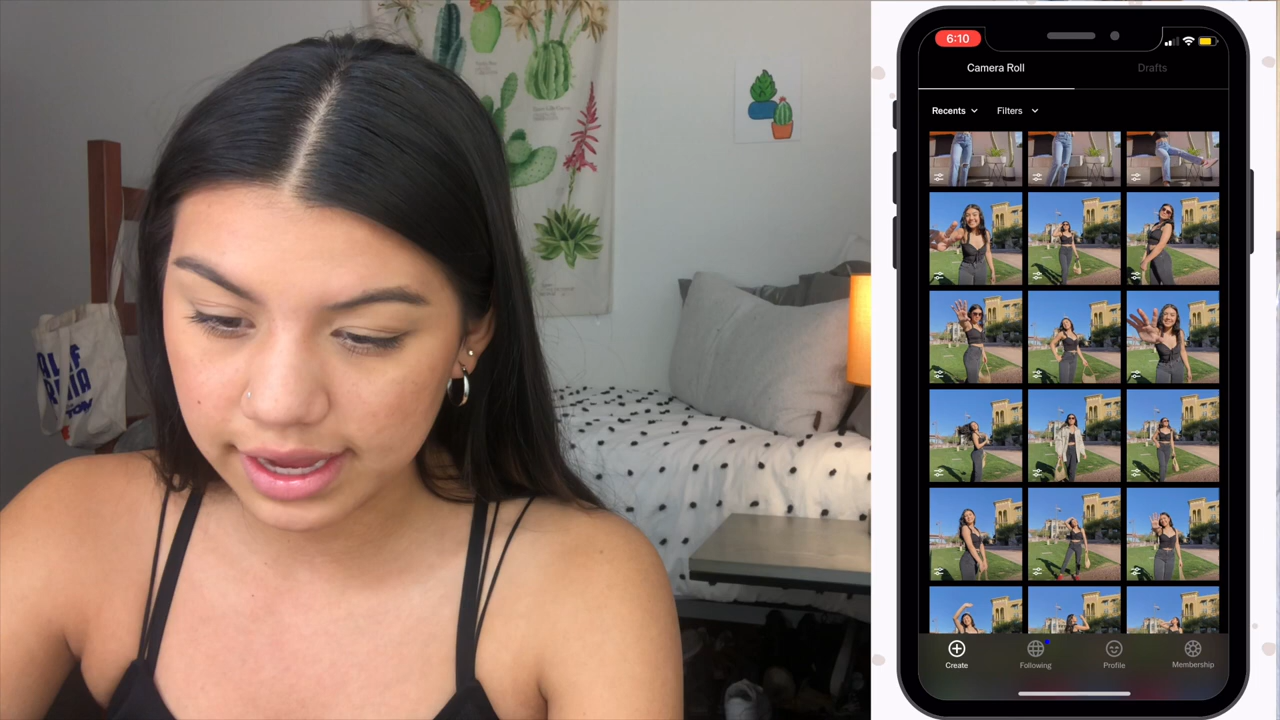 6:10
Camera Roll
Drafts
Recents
Filters
Create
Following
Profile
Membership